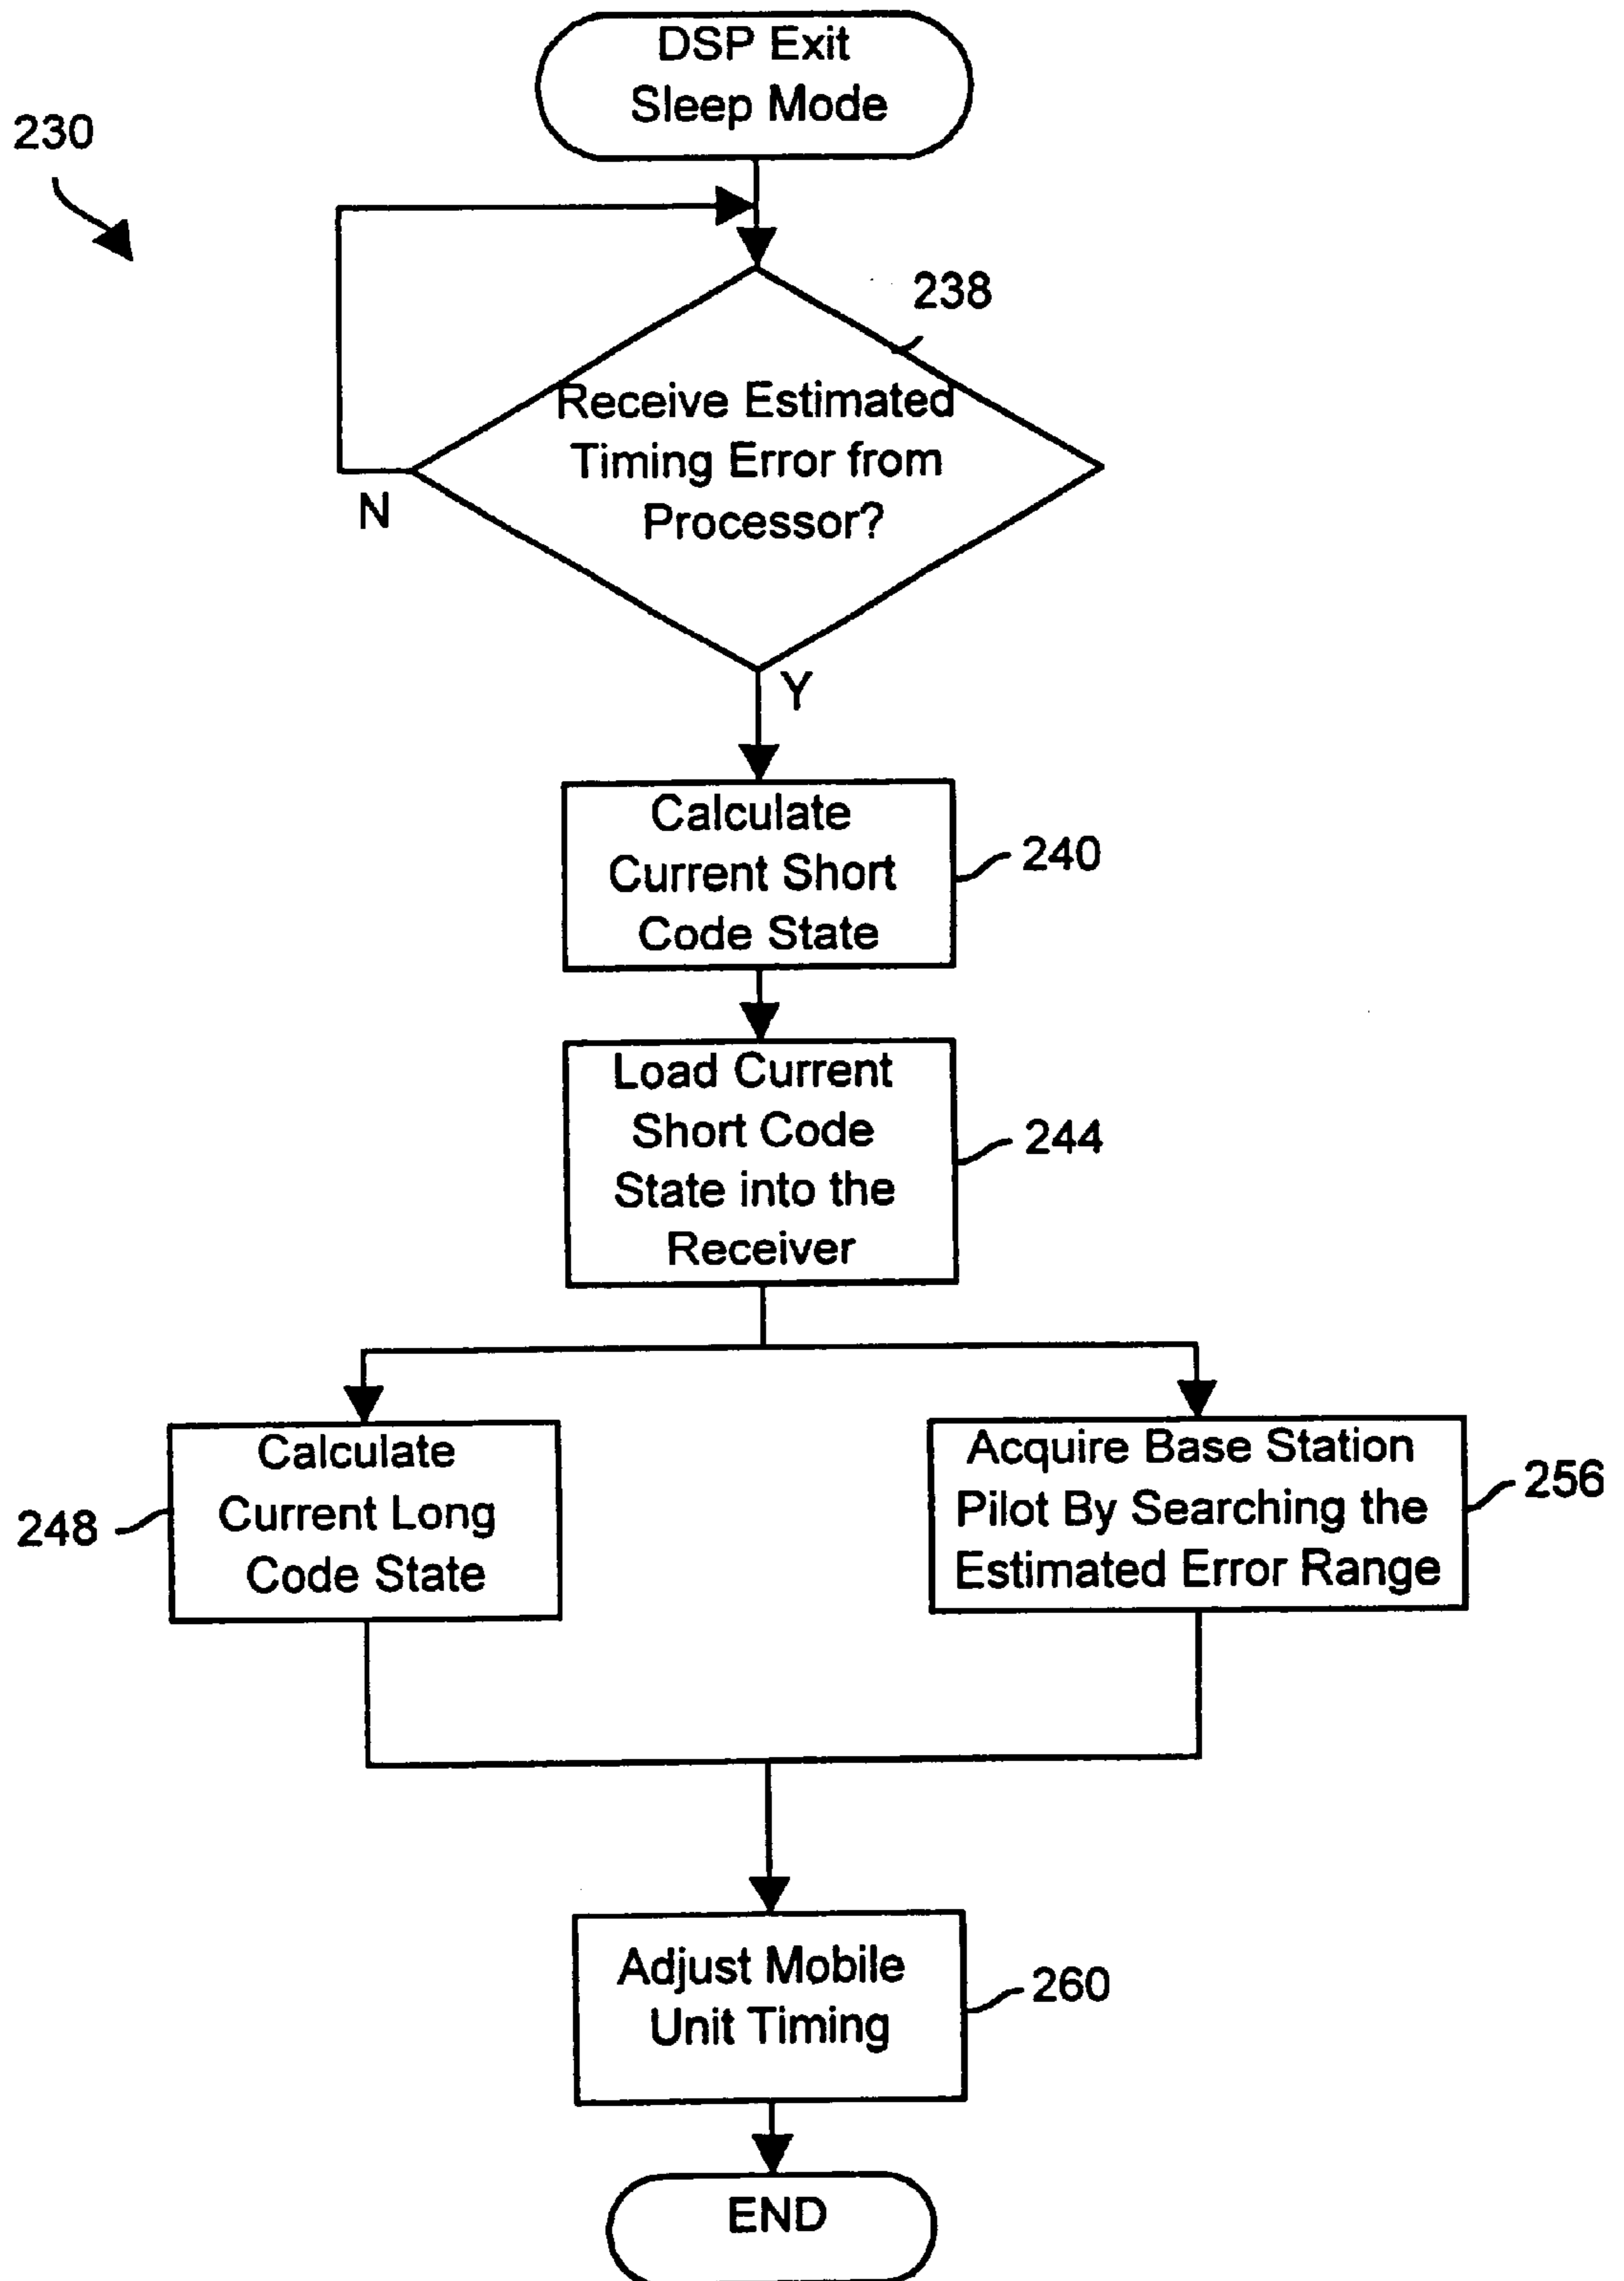 DSP Exit
Sleep Mode
230
238
Receive Estimated
Timing Error from
Processor?
N
Y
Calculate
Current Short
Code State
240
Load Current
Short Code
State into the
Receiver
244
Calculate
Current Long
Code State
248
Acquire Base Station
Pilot By Searching the
Estimated Error Range
256
Adjust Mobile
Unit Timing
260
END